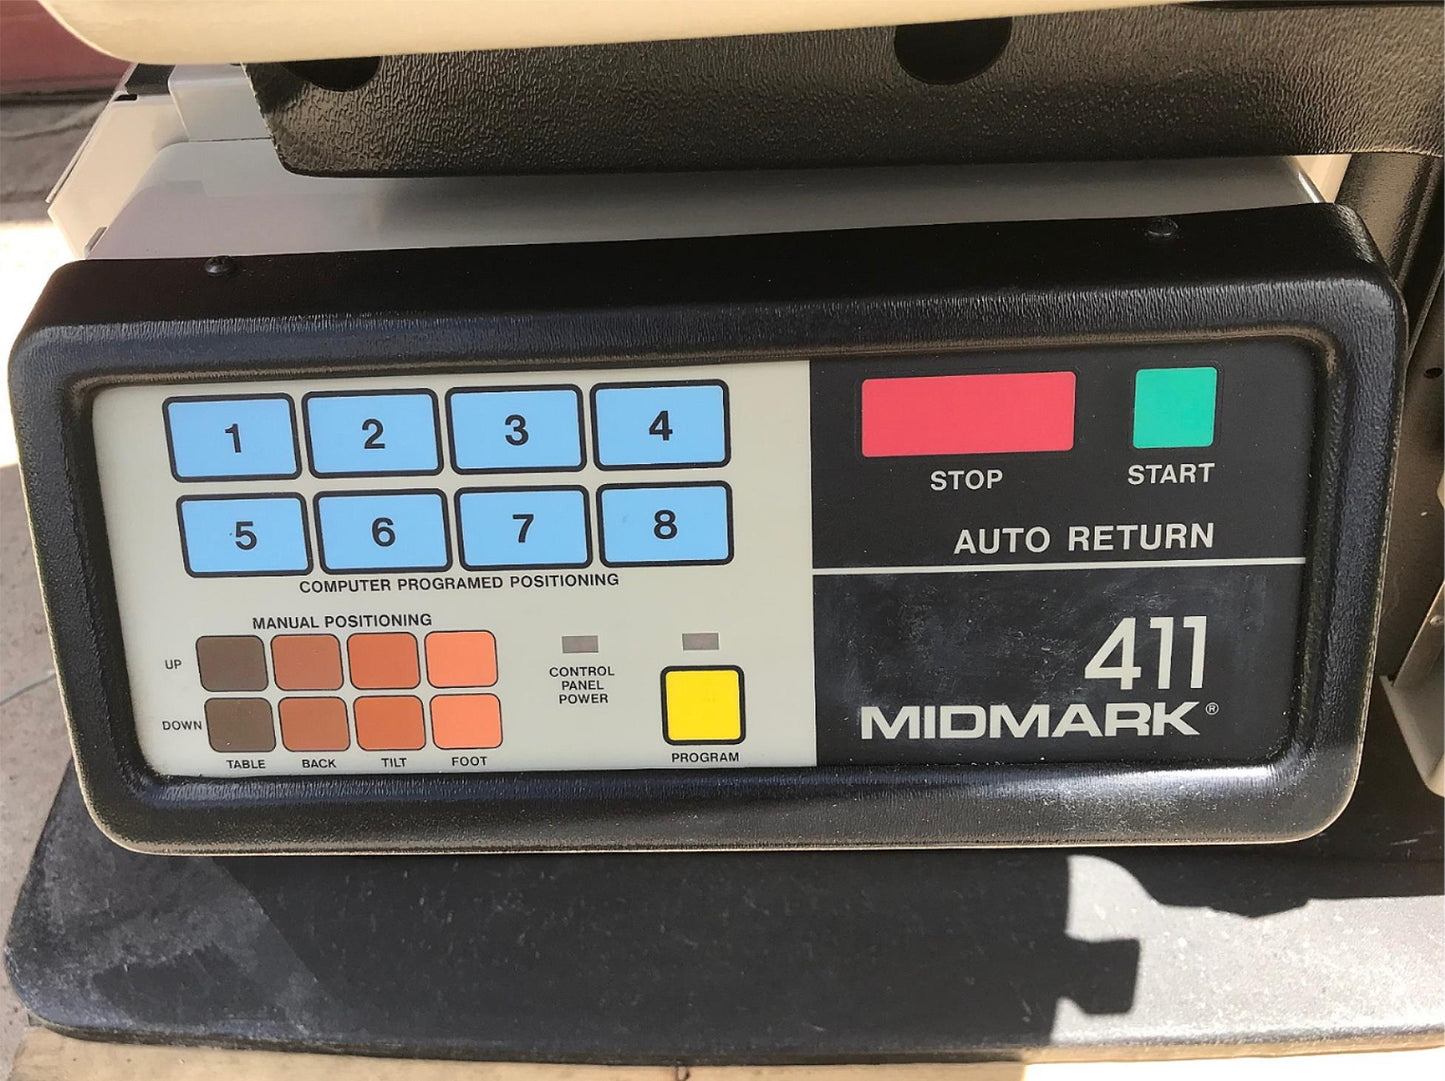 1 2 3 4
5 6 7 8
COMPUTER PROGRAMED POSITIONING
MANUAL POSITIONING
UP
DOWN
TABLE BACK TILT FOOT
CONTROL
PANEL
POWER
PROGRAM
STOP START
AUTO RETURN
411
MIDMARK®